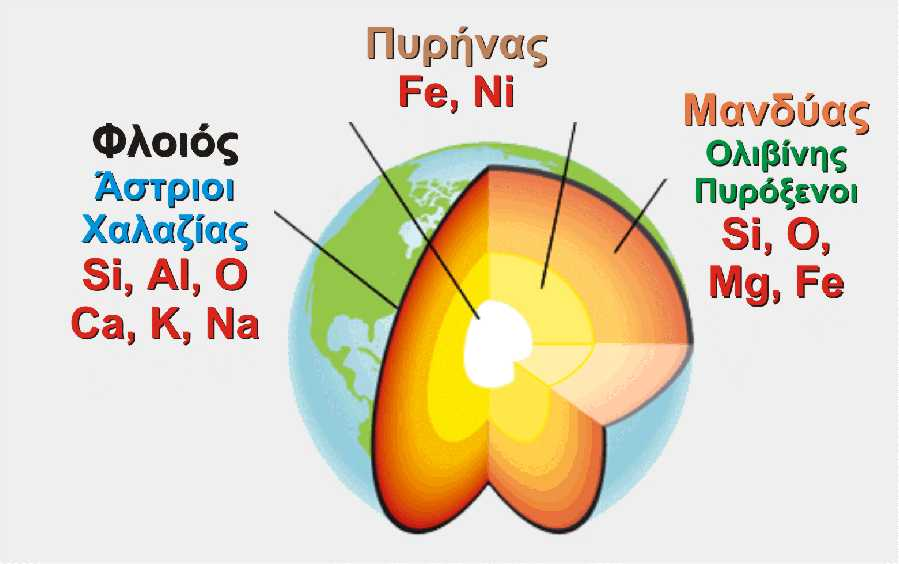 Πυρήνας
Fe, Ni
Φλοιός
Άστριοι
Χαλαζίας
Si, Al, O
Ca, K, Na
Μανδύας
Ολιβίνης
Πυρόξενοι
Si, O,
Mg, Fe